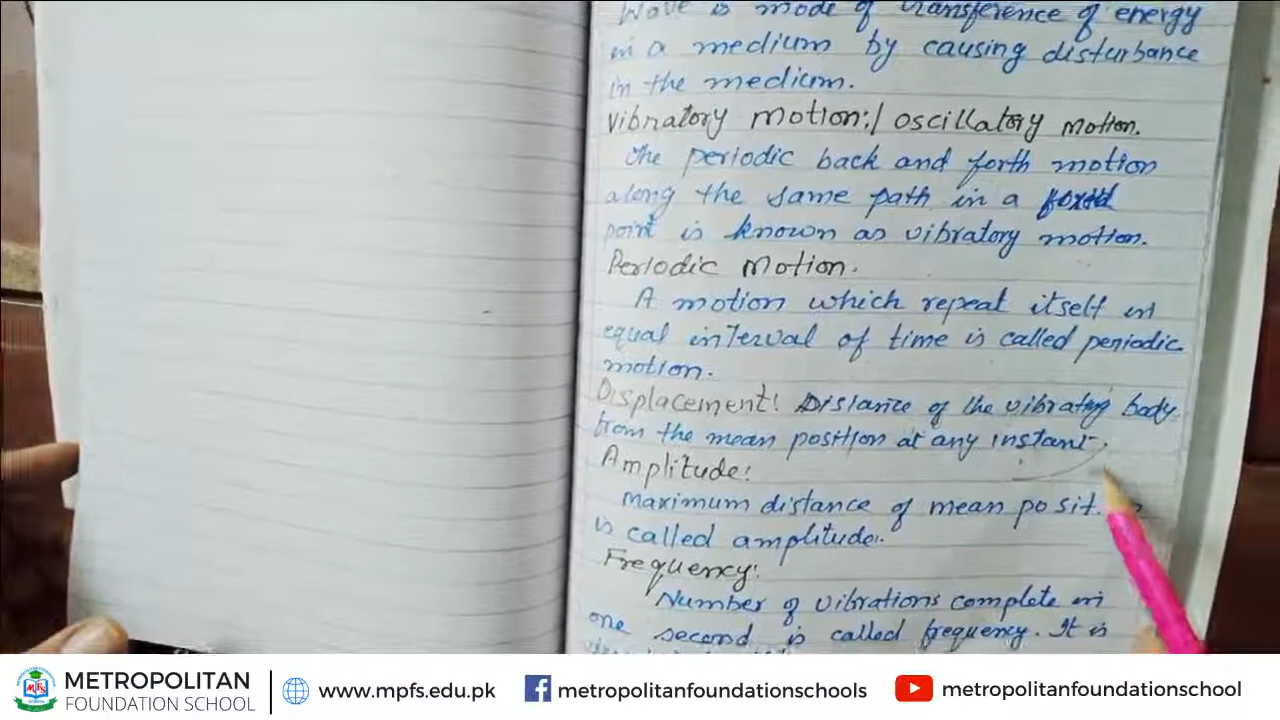 Wave is mode of transference of energy
in a medium by causing disturbance
in the medium.
Vibratory motion:/ oscillatory motion.
The periodic back and forth motion
along the same path in a
point is known as vibratory motion.
Periodic Motion.
A motion which repeat itself in
equal interval of time is called periodic
motion.
Displacement: Distance of the vibrating body
from the mean position at any instant.
Amplitude:
Maximum distance of mean posit
is called amplitude.
Frequency:
Number of vibrations complete in
one second is called frequency. It is
MPFS
METROPOLITAN
FOUNDATION SCHOOL
www.mpfs.edu.pk
metropolitanfoundationschools
metropolitanfoundationschool